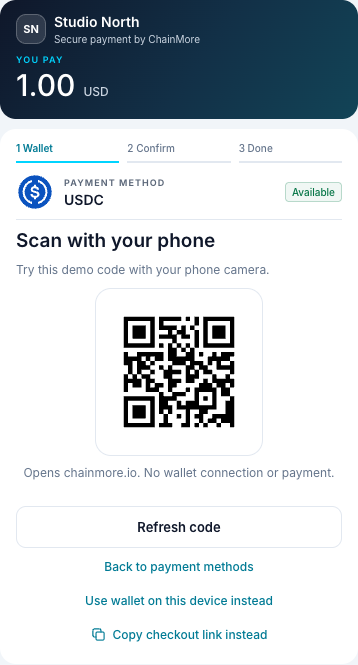 SN
Studio North
Secure payment by ChainMore
YOU PAY
1.00 USD
1 Wallet
2 Confirm
3 Done
PAYMENT METHOD
USDC
Available
Scan with your phone
Try this demo code with your phone camera.
Opens chainmore.io. No wallet connection or payment.
Refresh code
Back to payment methods
Use wallet on this device instead
Copy checkout link instead